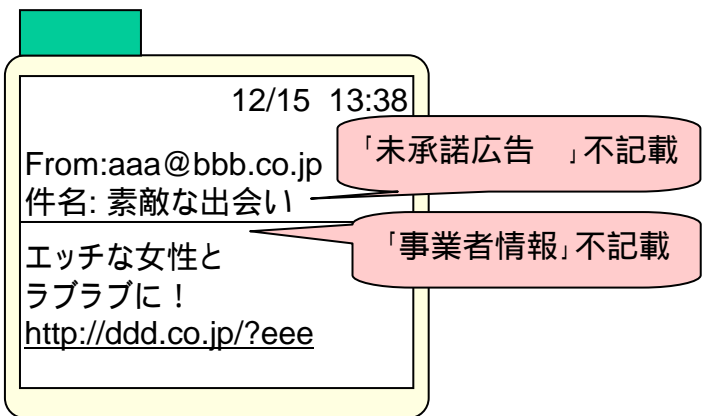 12/15 13:38
From:aaa@bbb.co.jp
件名: 素敵な出会い
「未承諾広告　」不記載
「事業者情報」不記載
エッチな女性と
ラブラブに！
http://ddd.co.jp/?eee